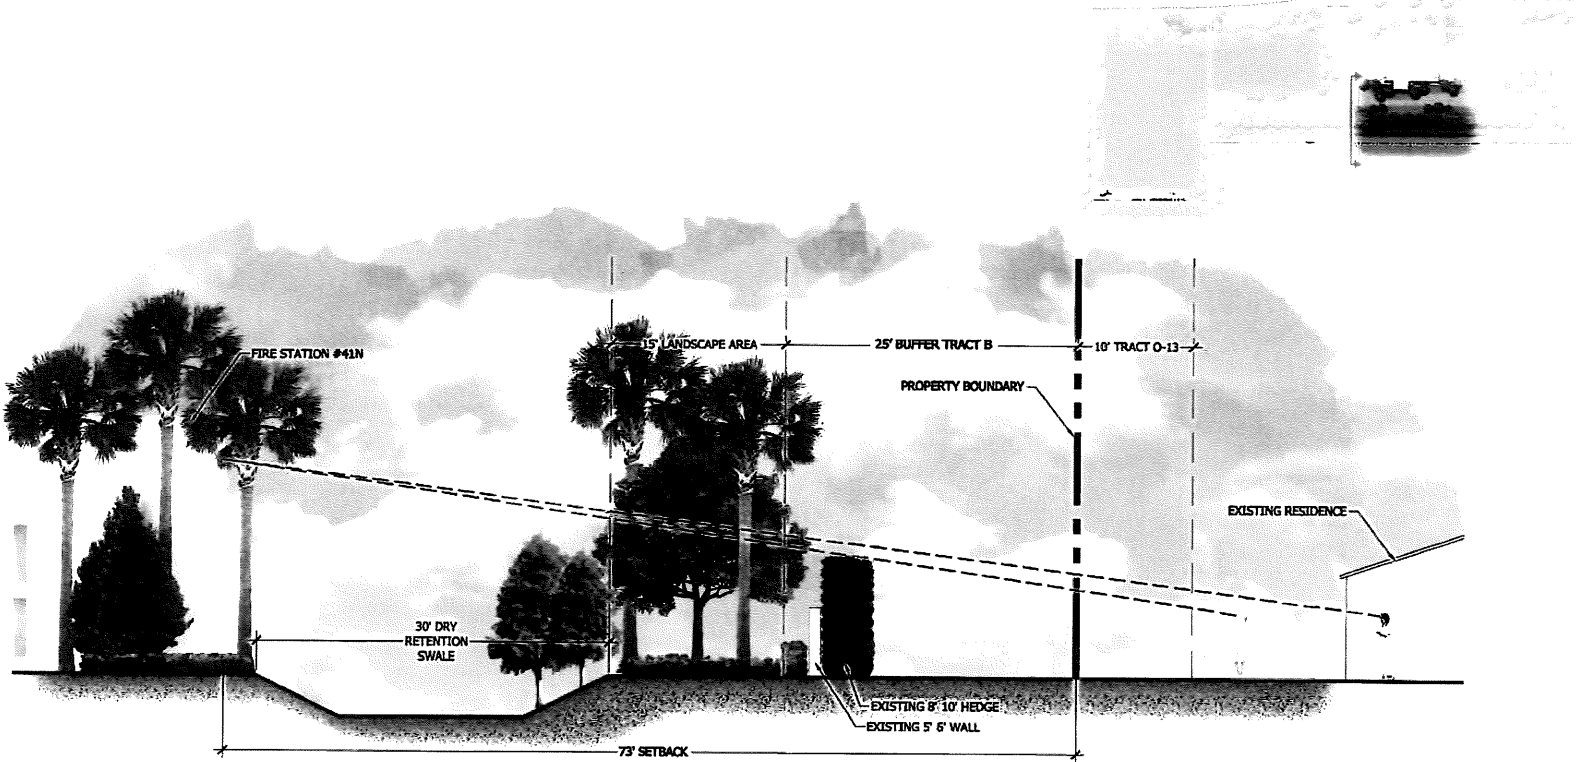 15' LANDSCAPE AREA
25' BUFFER TRACT B
10' TRACT O-13
FIRE STATION #41N
PROPERTY BOUNDARY
EXISTING RESIDENCE
30' DRY
RETENTION
SWALE
EXISTING 8' 10' HEDGE
EXISTING 5' 6' WALL
73' SETBACK